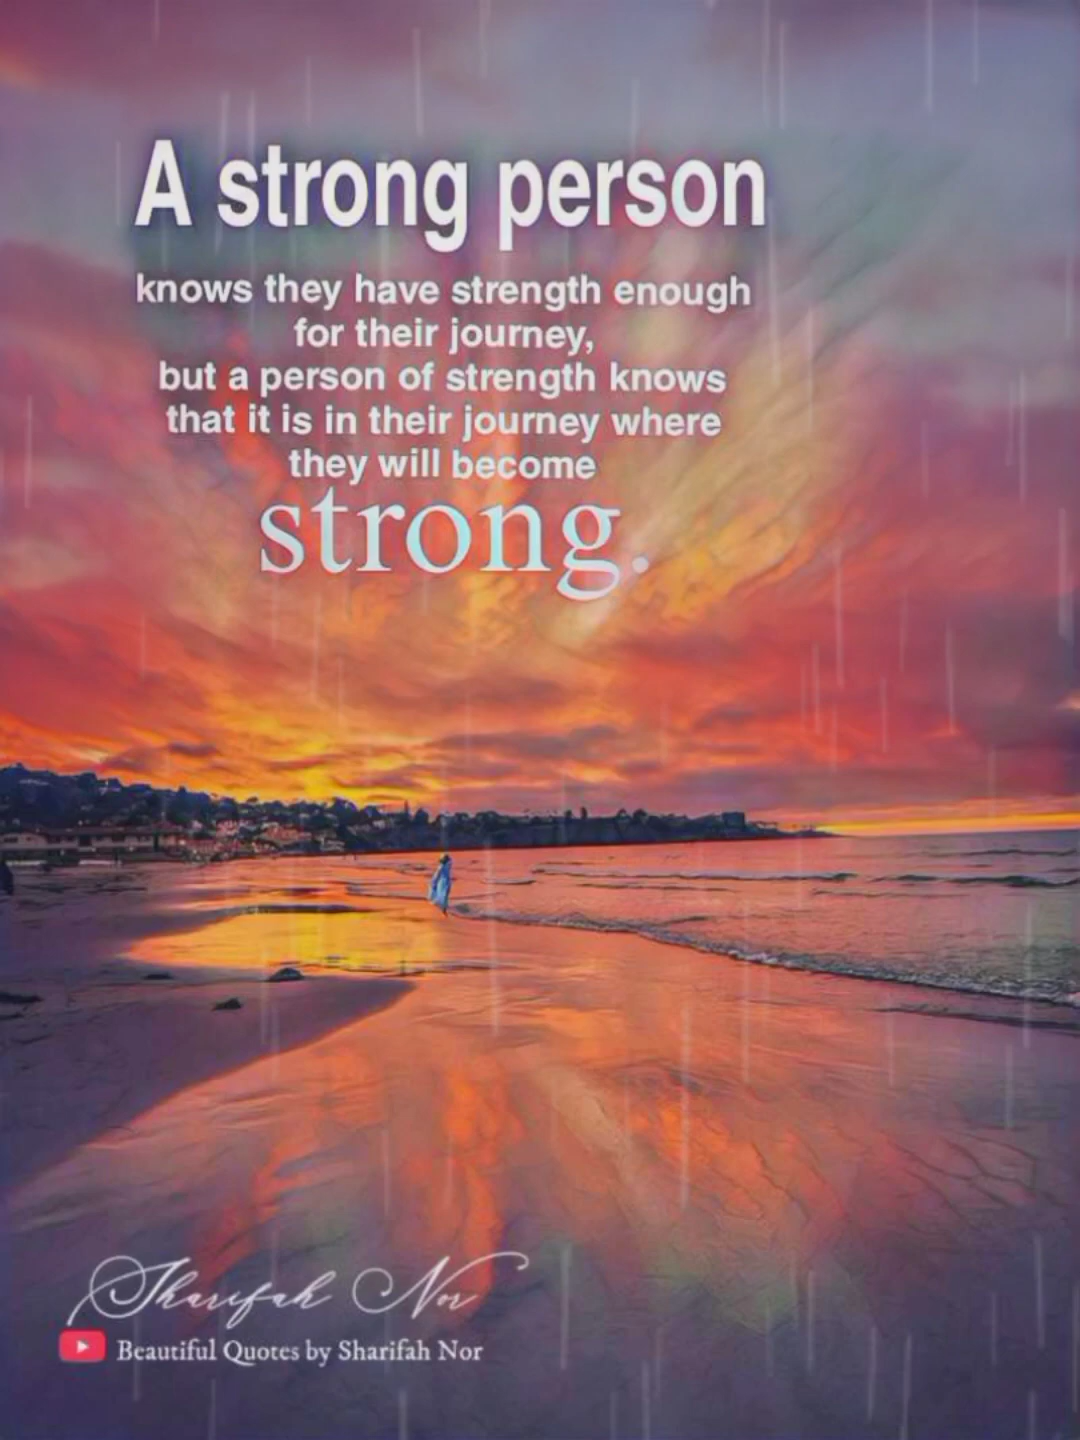 A strong person
knows they have strength enough
for their journey,
but a person of strength knows
that it is in their journey where
they will become
strong.
Sharifah Nor
Beautiful Quotes by Sharifah Nor